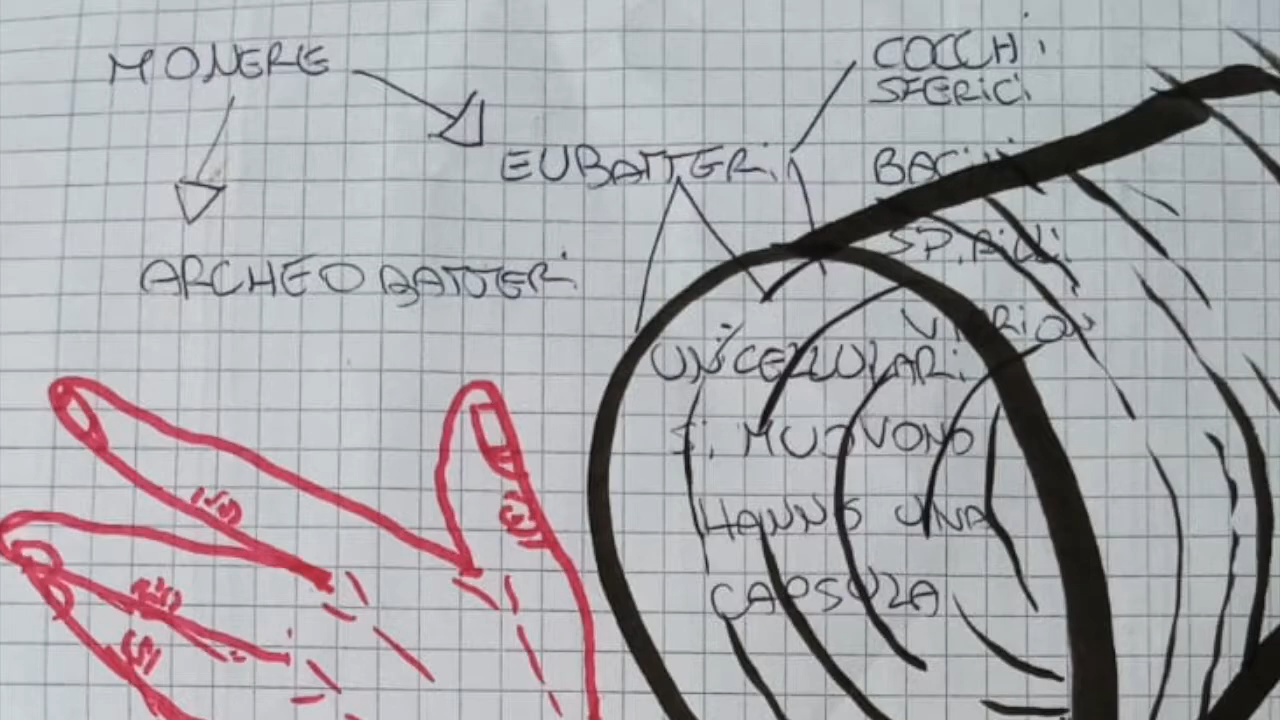 MONERE
COCCHi
SFERiCi
EUBATTERi
BACiLLi
ARCHEOBATTERi
SPiRiLLi
ViBRiONi
UNiCELLULARi
Si MUOVONO
HANNO UNA
CAPSULA